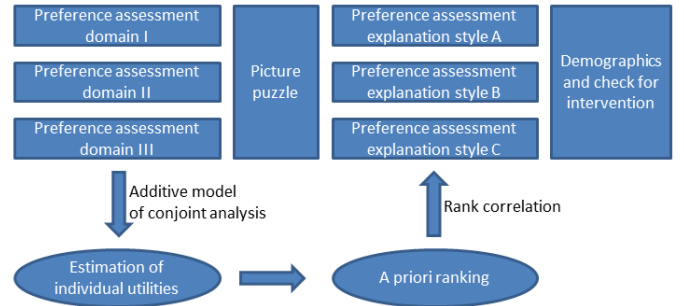 Preference assessment
domain I
Preference assessment
domain II
Preference assessment
domain III
Picture
puzzle
Preference assessment
explanation style A
Preference assessment
explanation style B
Preference assessment
explanation style C
Demographics
and check for
intervention
Additive model
of conjoint analysis
Rank correlation
Estimation of
individual utilities
A priori ranking